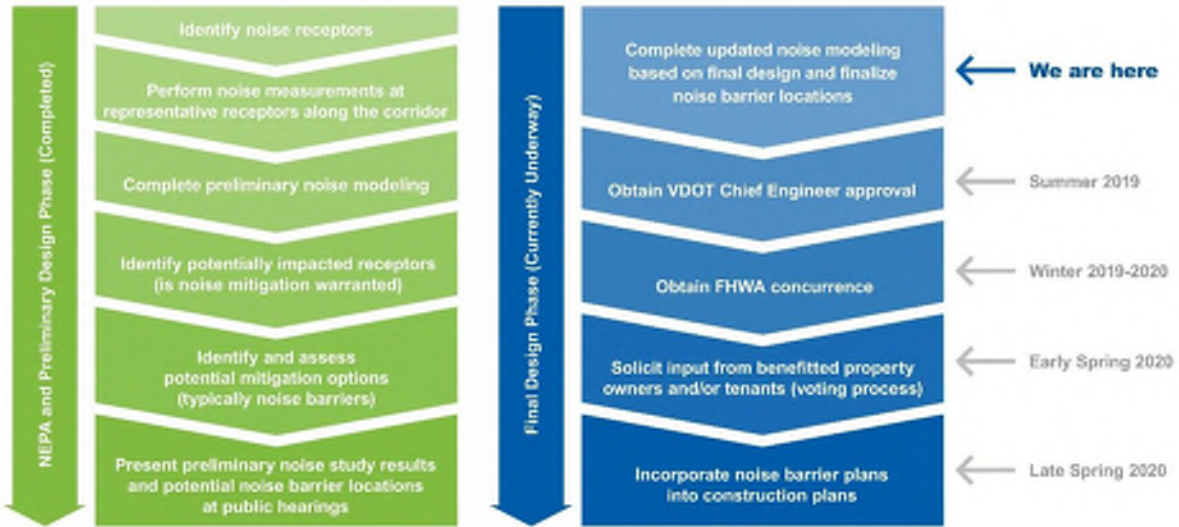 NEPA and Preliminary Design Phase (Completed)
Identify noise receptors
Perform noise measurements at
representative receptors along the corridor
Complete preliminary noise modeling
Identify potentially impacted receptors
(is noise mitigation warranted)
Identify and assess
potential mitigation options
(typically noise barriers)
Present preliminary noise study results
and potential noise barrier locations
at public hearings
Final Design Phase (Currently Underway)
Complete updated noise modeling
based on final design and finalize
noise barrier locations
We are here
Obtain VDOT Chief Engineer approval
Summer 2019
Obtain FHWA concurrence
Winter 2019-2020
Solicit input from benefitted property
owners and/or tenants (voting process)
Early Spring 2020
Incorporate noise barrier plans
into construction plans
Late Spring 2020